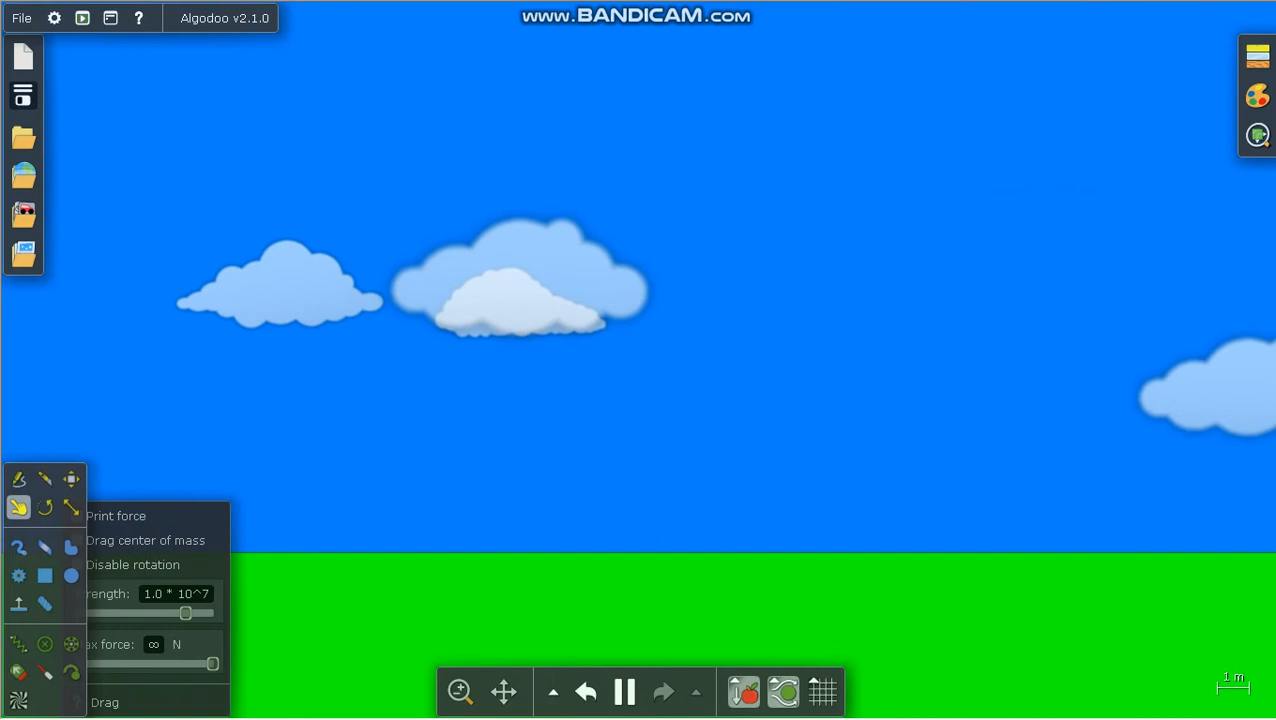 File
?
Algodoo v2.1.0
WWW.BANDICAM.COM
Print force
Drag center of mass
Disable rotation
rength: 1.0 * 10^7
ax force: ∞ N
Drag
1 m